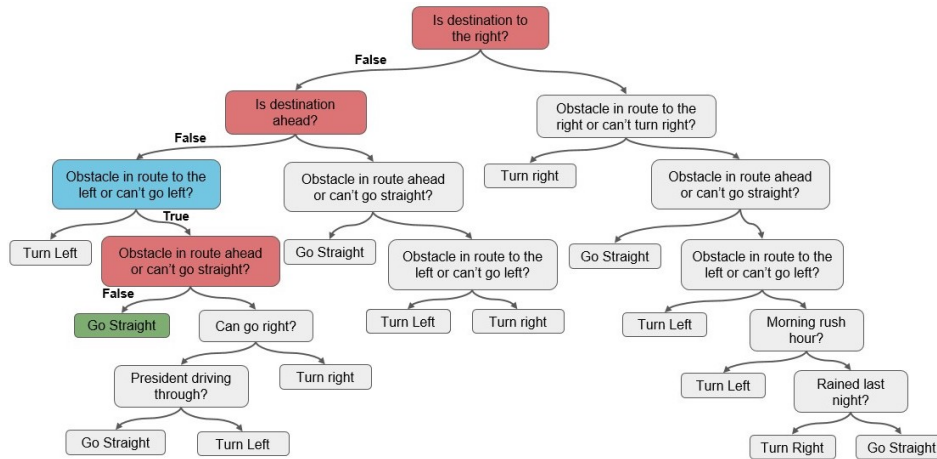 Is destination to
the right?
False
Is destination
ahead?
Obstacle in route to the
right or can't turn right?
False
Obstacle in route to the
left or can't go left?
Obstacle in route ahead
or can't go straight?
Turn right
Obstacle in route ahead
or can't go straight?
True
Turn Left
Obstacle in route ahead
or can't go straight?
Go Straight
Obstacle in route to the
left or can't go left?
Go Straight
Obstacle in route to the
left or can't go left?
False
Go Straight
Can go right?
Turn Left
Turn right
Turn Left
Morning rush
hour?
President driving
through?
Turn right
Turn Left
Rained last
night?
Go Straight
Turn Left
Turn Right
Go Straight